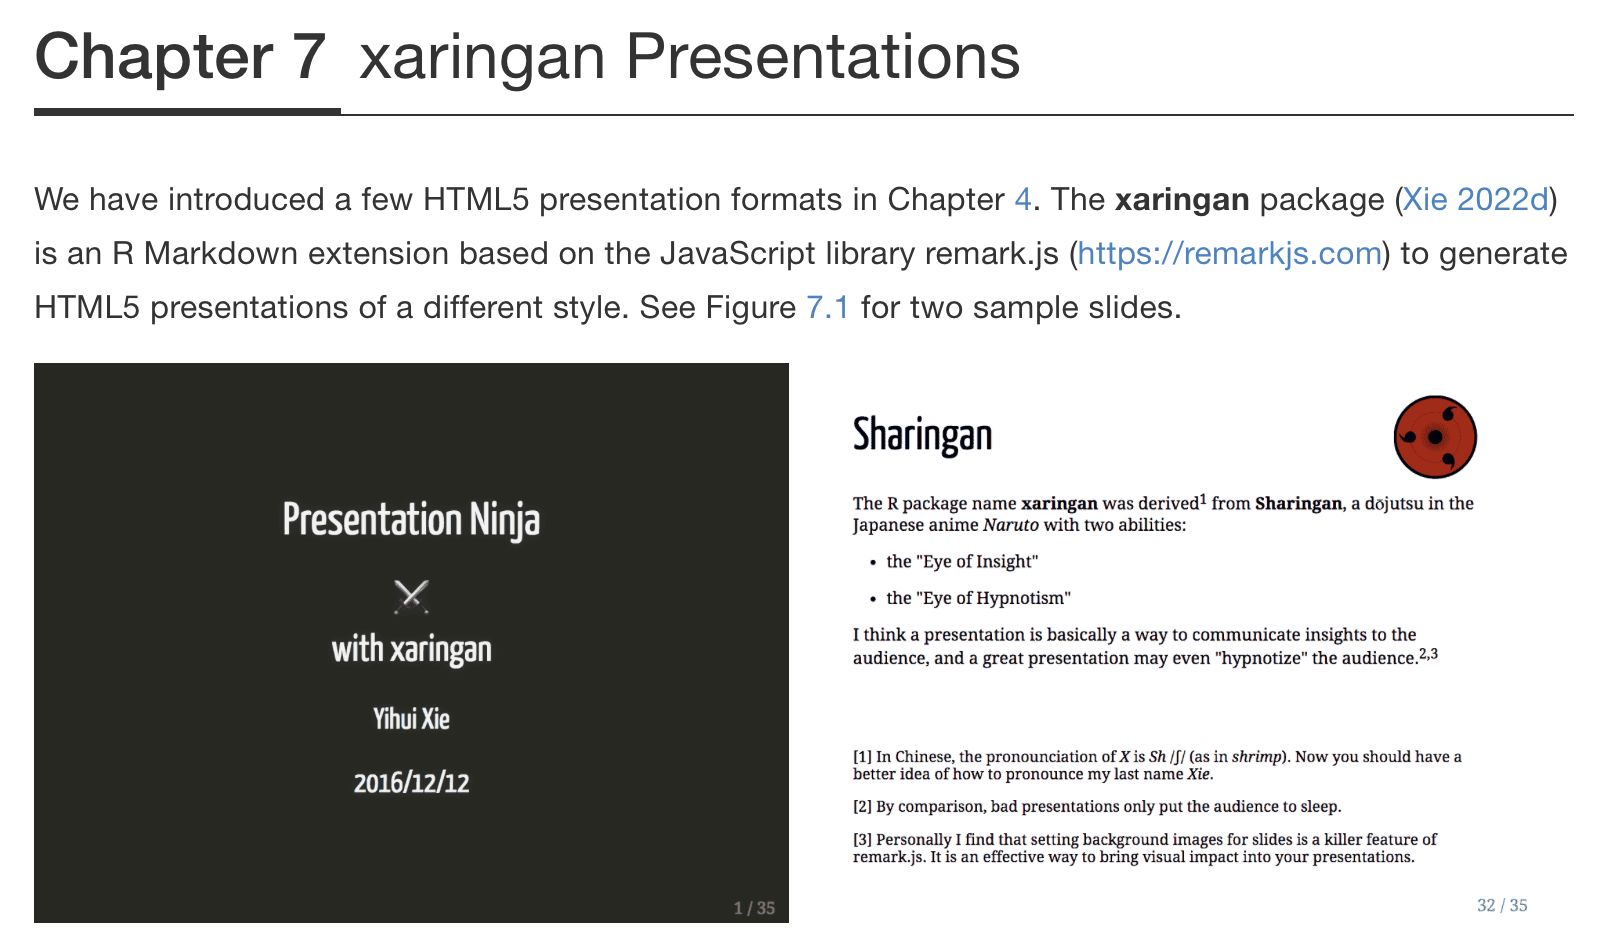 Chapter 7 xaringan Presentations
We have introduced a few HTML5 presentation formats in Chapter 4. The xaringan package (Xie 2022d)
is an R Markdown extension based on the JavaScript library remark.js (https://remarkjs.com) to generate
HTML5 presentations of a different style. See Figure 7.1 for two sample slides.
Presentation Ninja
⚔
with xaringan
Yihui Xie
2016/12/12
1 / 35
Sharingan
The R package name xaringan was derived1 from Sharingan, a dōjutsu in the
Japanese anime Naruto with two abilities:
• the "Eye of Insight"
• the "Eye of Hypnotism"
I think a presentation is basically a way to communicate insights to the
audience, and a great presentation may even "hypnotize" the audience.2,3
[1] In Chinese, the pronounciation of X is Sh /ʃ/ (as in shrimp). Now you should have a
better idea of how to pronounce my last name Xie.
[2] By comparison, bad presentations only put the audience to sleep.
[3] Personally I find that setting background images for slides is a killer feature of
remark.js. It is an effective way to bring visual impact into your presentations.
32 / 35